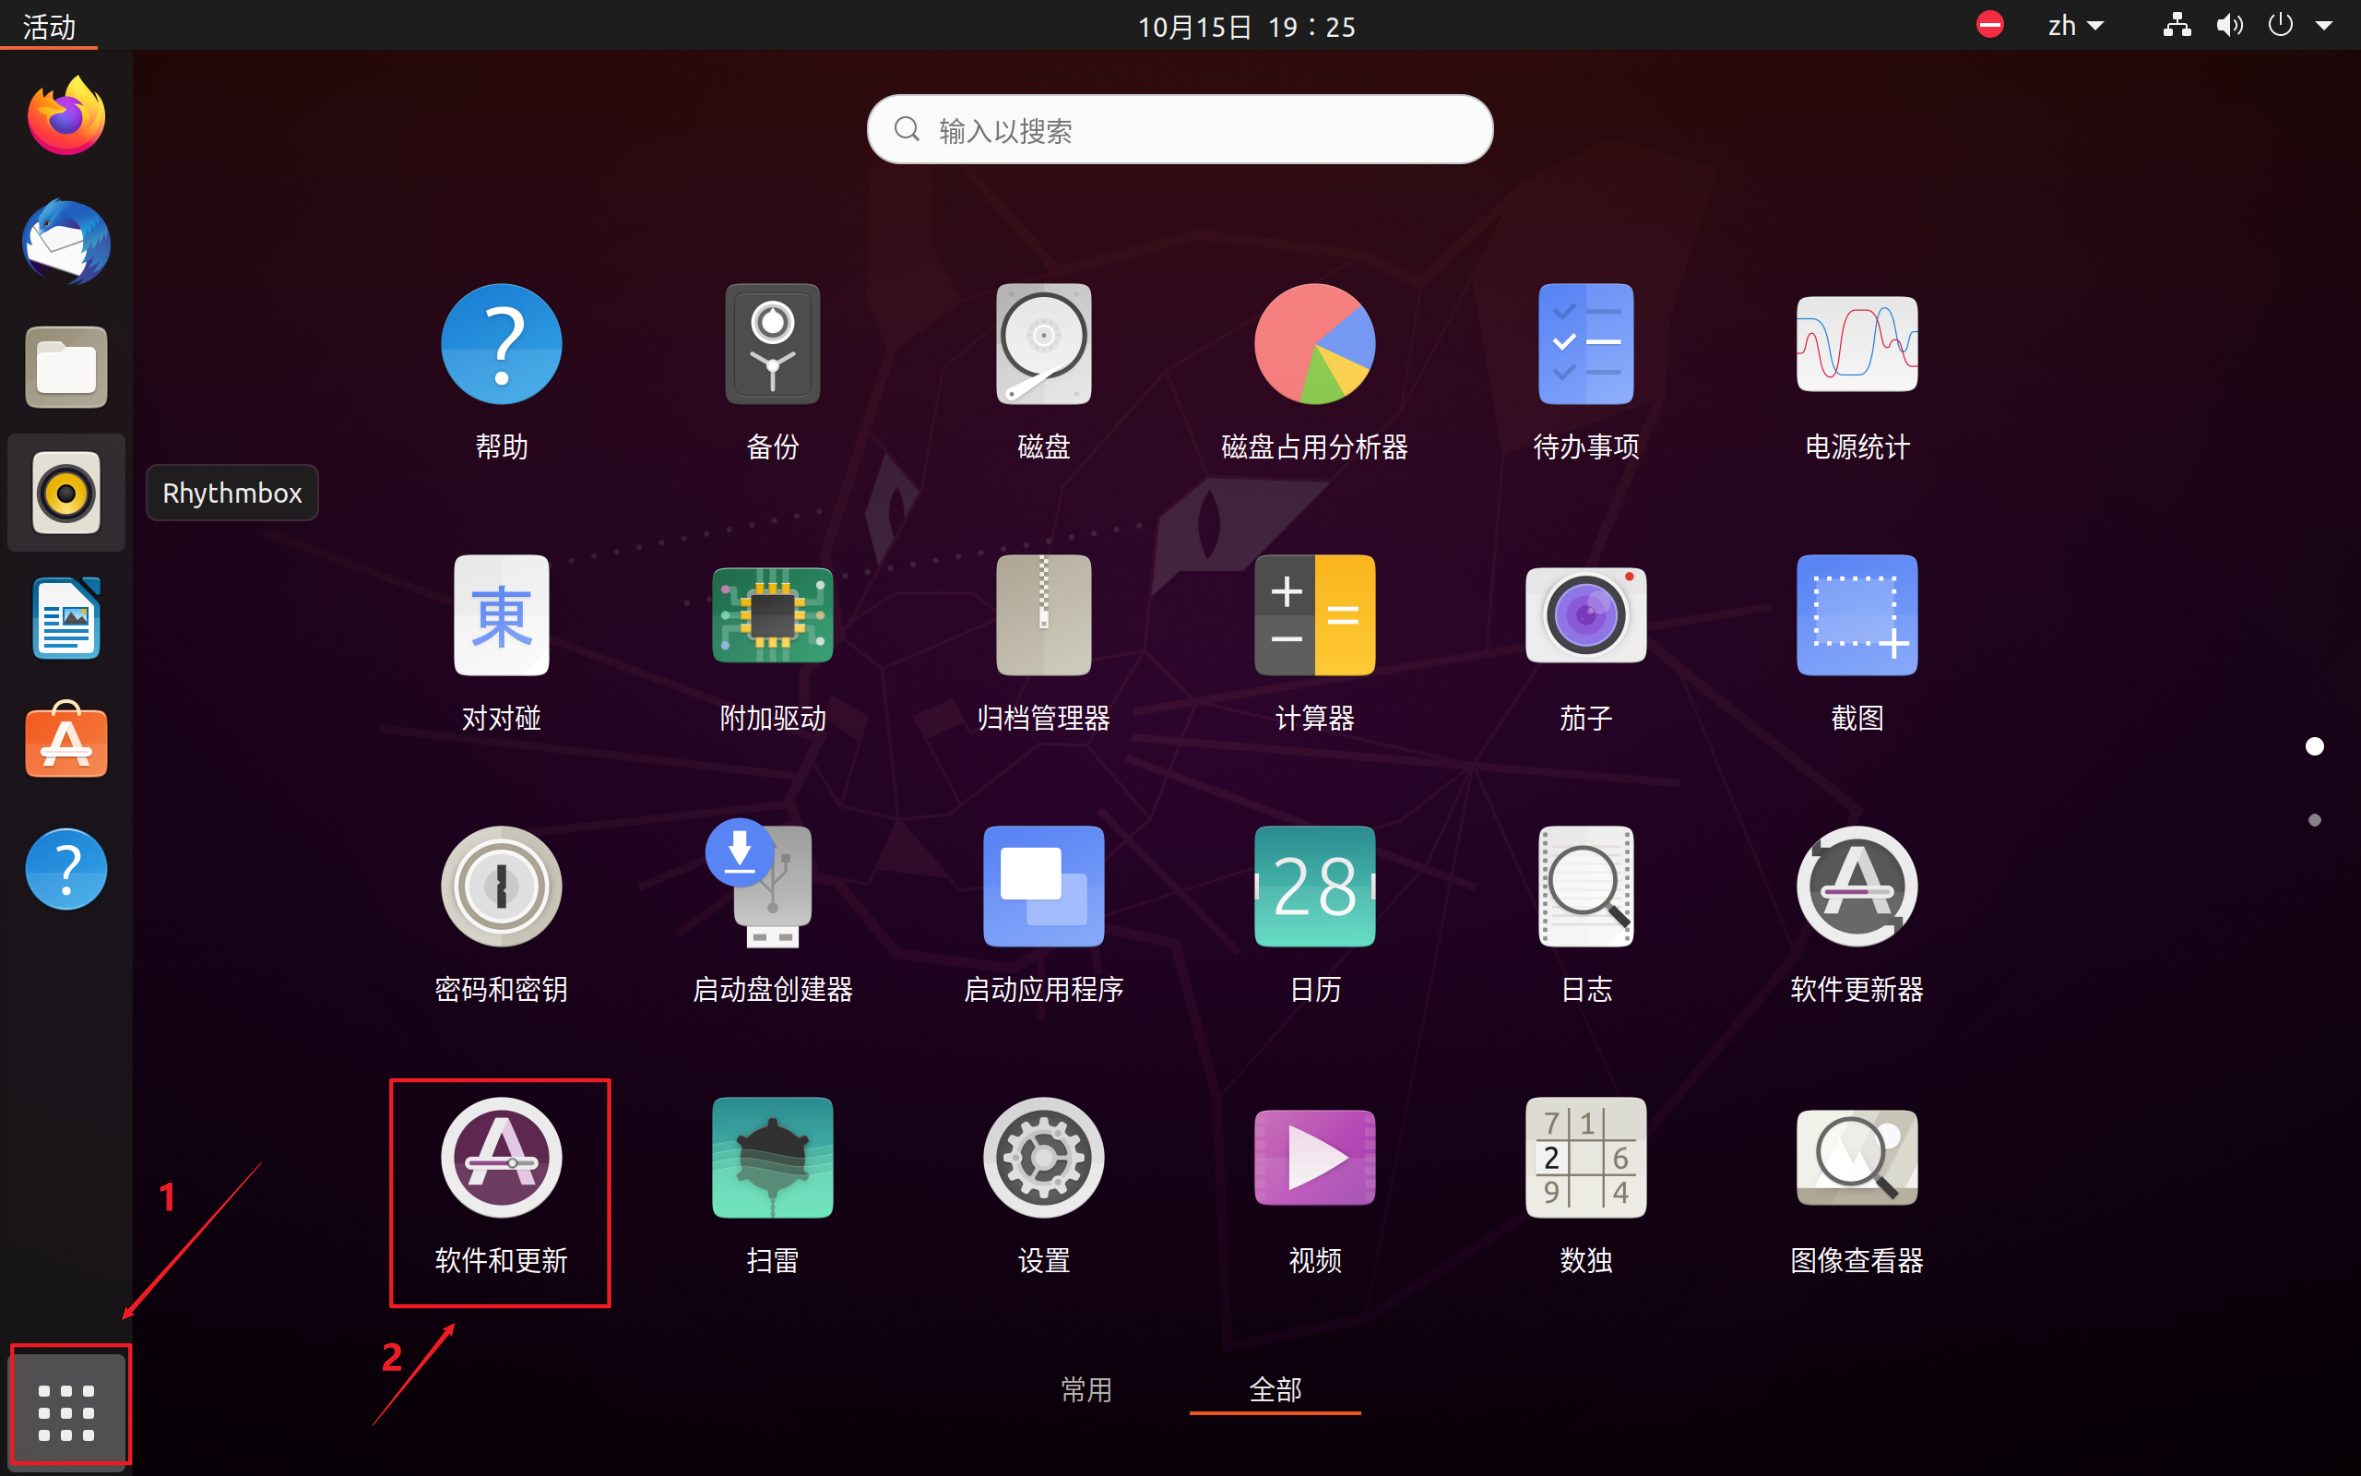 活动
10月15日 19：25
zh
输入以搜索
帮助
备份
磁盘
磁盘占用分析器
待办事项
电源统计
Rhythmbox
東
对对碰
附加驱动
归档管理器
计算器
茄子
截图
28
密码和密钥
启动盘创建器
启动应用程序
日历
日志
软件更新器
7 1
2 6
9 4
软件和更新
扫雷
设置
视频
数独
图像查看器
1
2
常用
全部